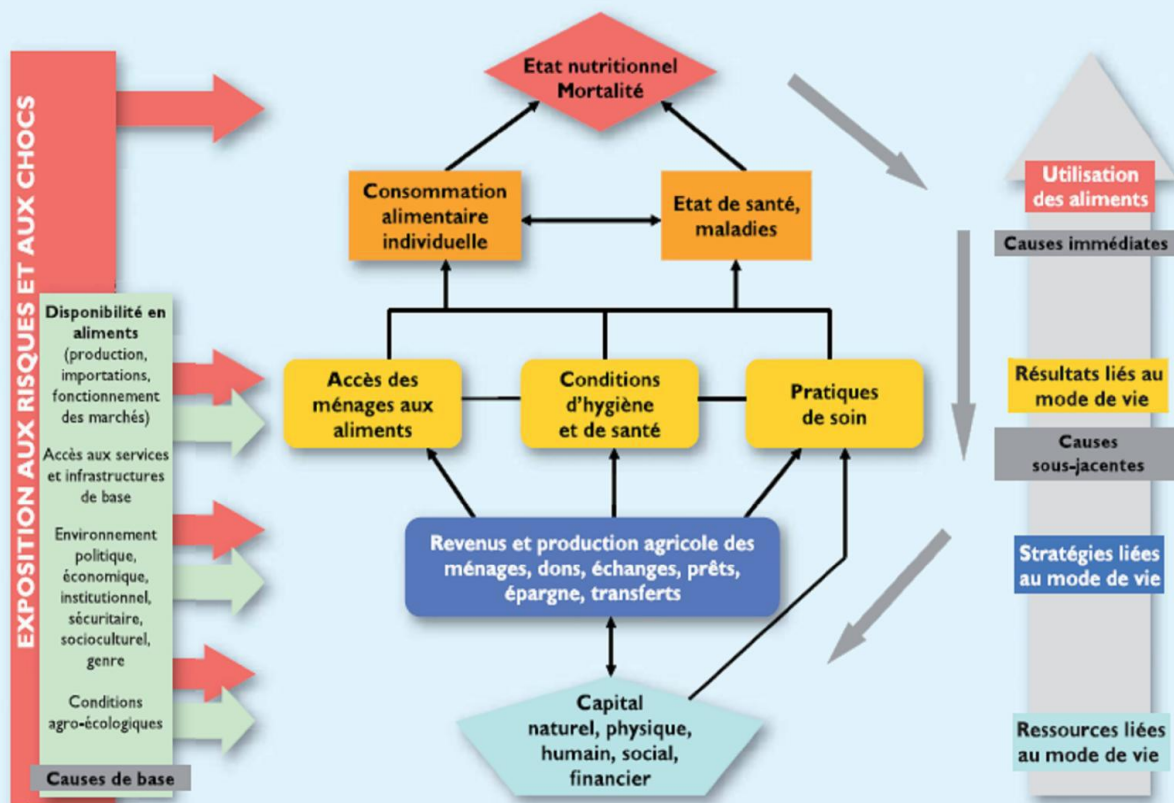 EXPOSITION AUX RISQUES ET AUX CHOCS
Disponibilité en
aliments
(production,
importations,
fonctionnement
des marchés)
Accès aux services
et infrastructures
de base
Environnement
politique,
économique,
institutionnel,
sécuritaire,
socioculturel,
genre
Conditions
agro-écologiques
Causes de base
Etat nutritionnel
Mortalité
Consommation
alimentaire
individuelle
Etat de santé,
maladies
Accès des
ménages aux
aliments
Conditions
d'hygiène
et de santé
Pratiques
de soin
Revenus et production agricole des
ménages, dons, échanges, prêts,
épargne, transferts
Capital
naturel, physique,
humain, social,
financier
Utilisation
des aliments
Causes immédiates
Résultats liés au
mode de vie
Causes
sous-jacentes
Stratégies liées
au mode de vie
Ressources liées
au mode de vie